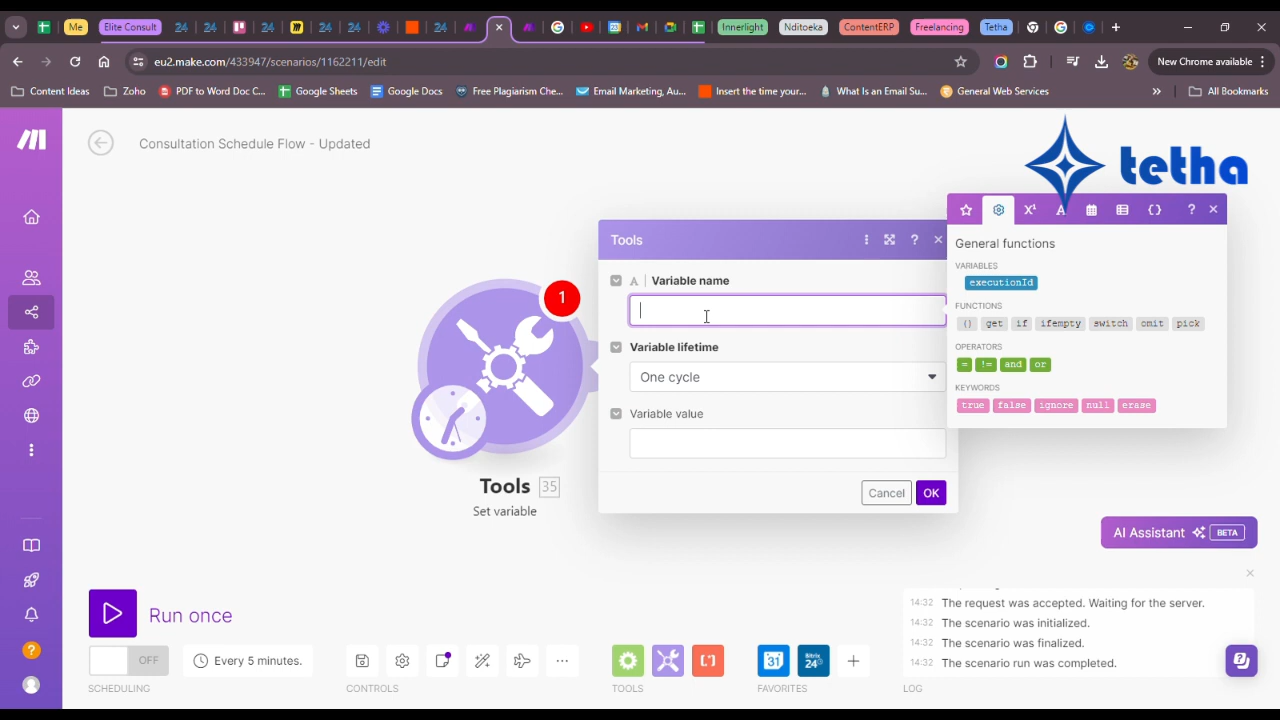 Me
Elite Consult
24
24
24
24
24
24
Innerlight
Nditoeka
ContentERP
Freelancing
Tetha
eu2.make.com/433947/scenarios/1162211/edit
New Chrome available
Content Ideas
Zoho
PDF to Word Doc C...
Google Sheets
Google Docs
Free Plagiarism Che...
Email Marketing, Au...
Insert the time your...
What Is an Email Su...
General Web Services
»
All Bookmarks
Consultation Schedule Flow - Updated
tetha
Tools
?
A
Variable name
Variable lifetime
One cycle
Variable value
Cancel
OK
X¹
A
{}
?
General functions
VARIABLES
executionId
FUNCTIONS
() get if ifempty switch omit pick
OPERATORS
= != and or
KEYWORDS
true false ignore null erase
1
Tools 35
Set variable
AI Assistant BETA
Run once
OFF
Every 5 minutes.
SCHEDULING
...
CONTROLS
[·]
TOOLS
31
Bitrix
24
+
FAVORITES
14:32 The request was accepted. Waiting for the server.
14:32 The scenario was initialized.
14:32 The scenario was finalized.
14:32 The scenario run was completed.
LOG
?